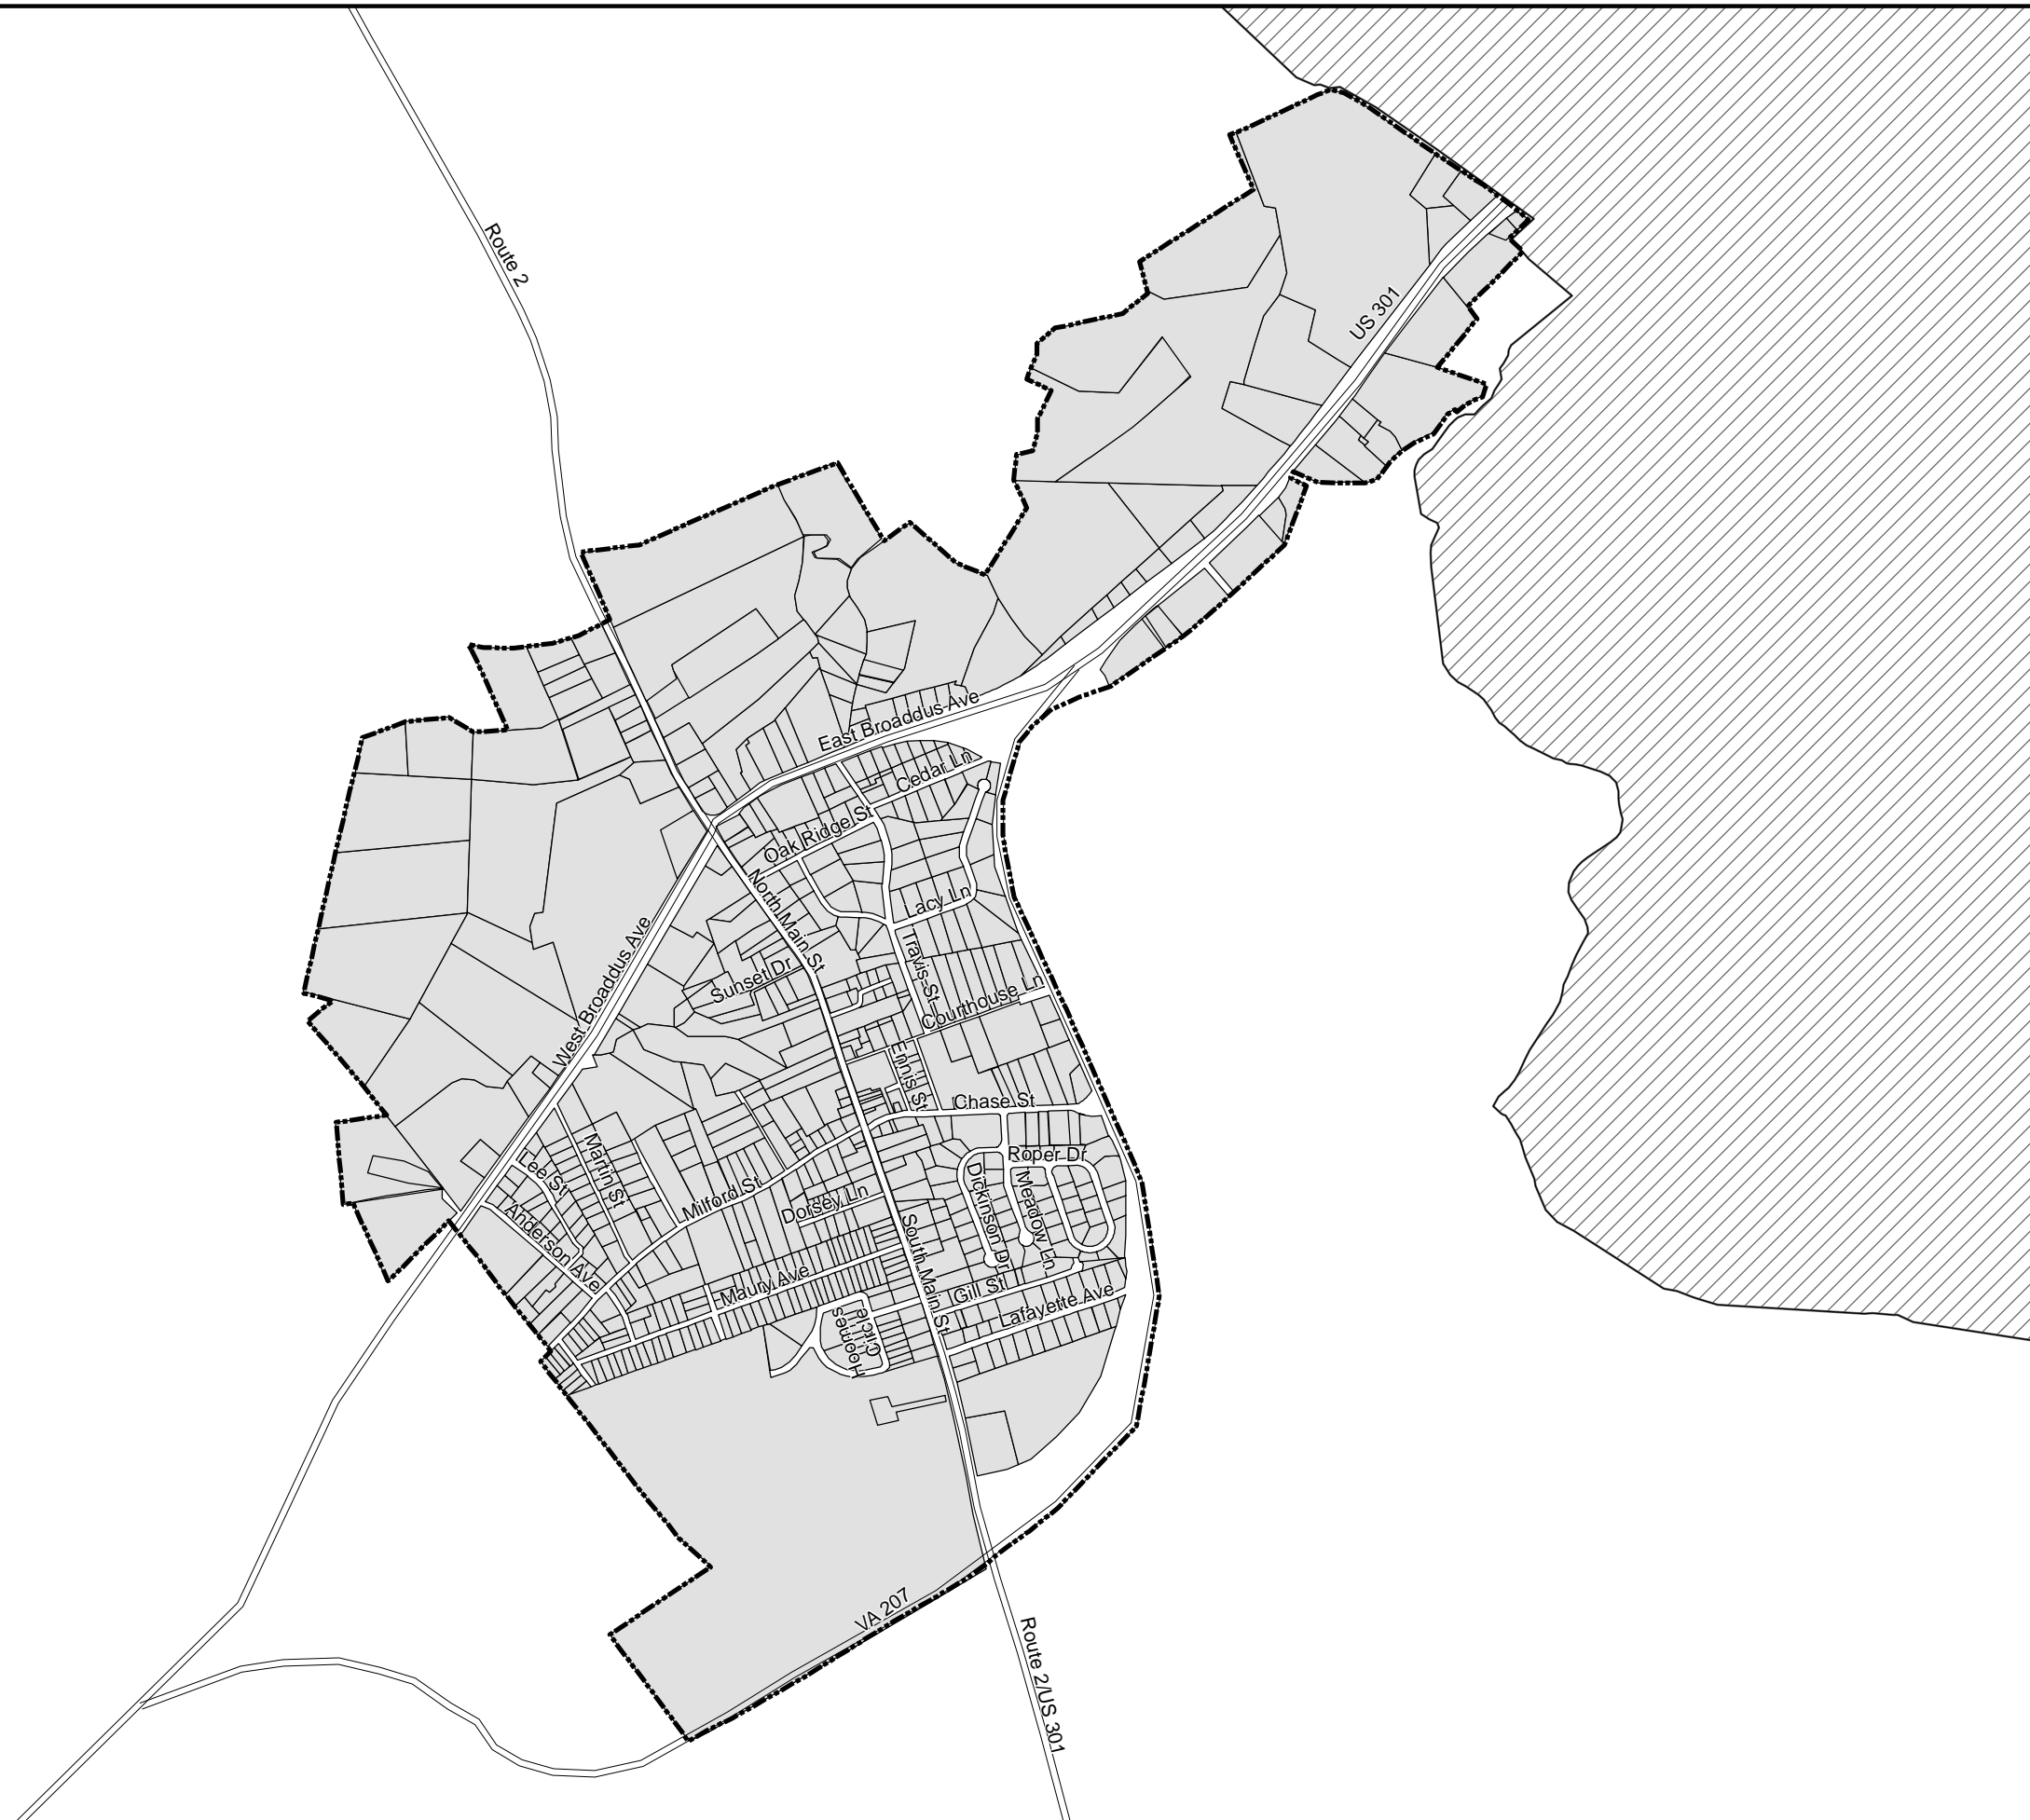 Route 2
US 301
East Broaddus Ave
Cedar Ln
Oak Ridge St
North Main St
Lacy Ln
West Broaddus Ave
Sunset Dr
Travis St
Courthouse Ln
Ennis St
Chase St
Martin St
Lee St
Roper Dr
Milford St
Dorsey Ln
Dickinson Dr
Meadow Ln
Anderson Ave
South Main St
Maury Ave
Gill St
Lafayette Ave
Hoomes
Circle
VA 207
Route 2/US 301